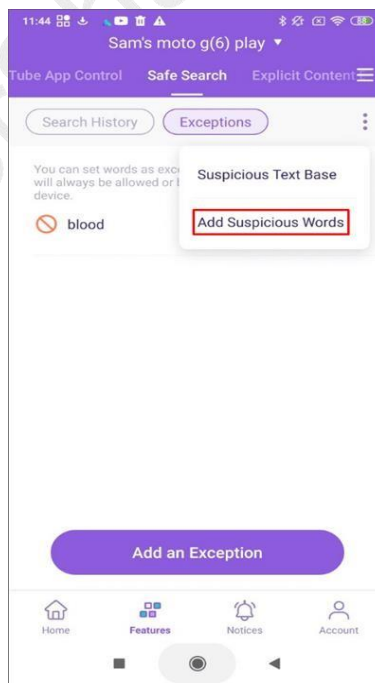 11:44
Sam's moto g(6) play
Tube App Control Safe Search Explicit Content
Search History Exceptions
You can set words as exce
will always be allowed or b
device.
Suspicious Text Base
blood
Add Suspicious Words
Add an Exception
Home Features Notices Account